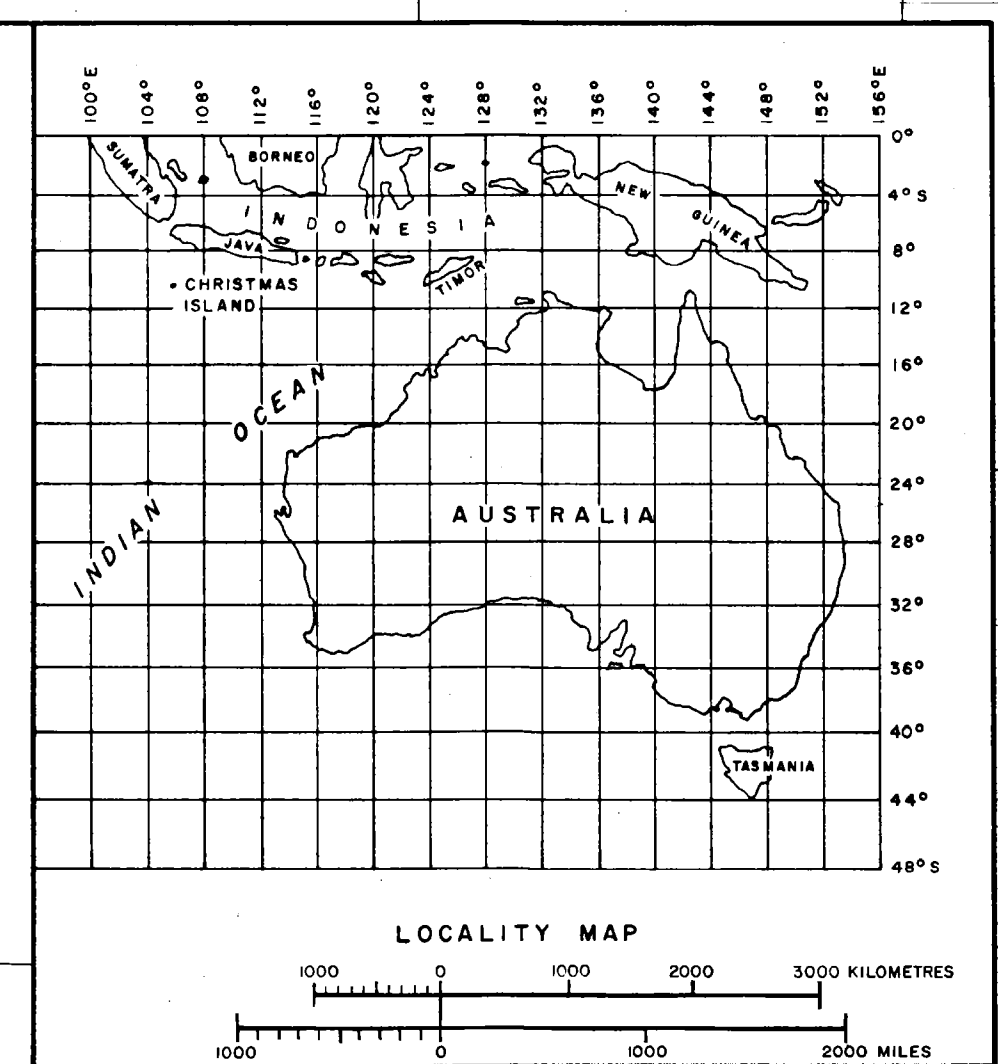 100°E 104° 108° 112° 116° 120° 124° 128° 132° 136° 140° 144° 148° 152° 156°E
0°
SUMATRA
BORNEO
NEW GUINEA
4°S
INDONESIA
JAVA
8°
TIMOR
CHRISTMAS
ISLAND
12°
16°
INDIAN OCEAN
20°
24°
AUSTRALIA
28°
32°
36°
40°
TASMANIA
44°
48°S
LOCALITY MAP
1000 0 1000 2000 3000 KILOMETRES
1000 0 1000 2000 MILES